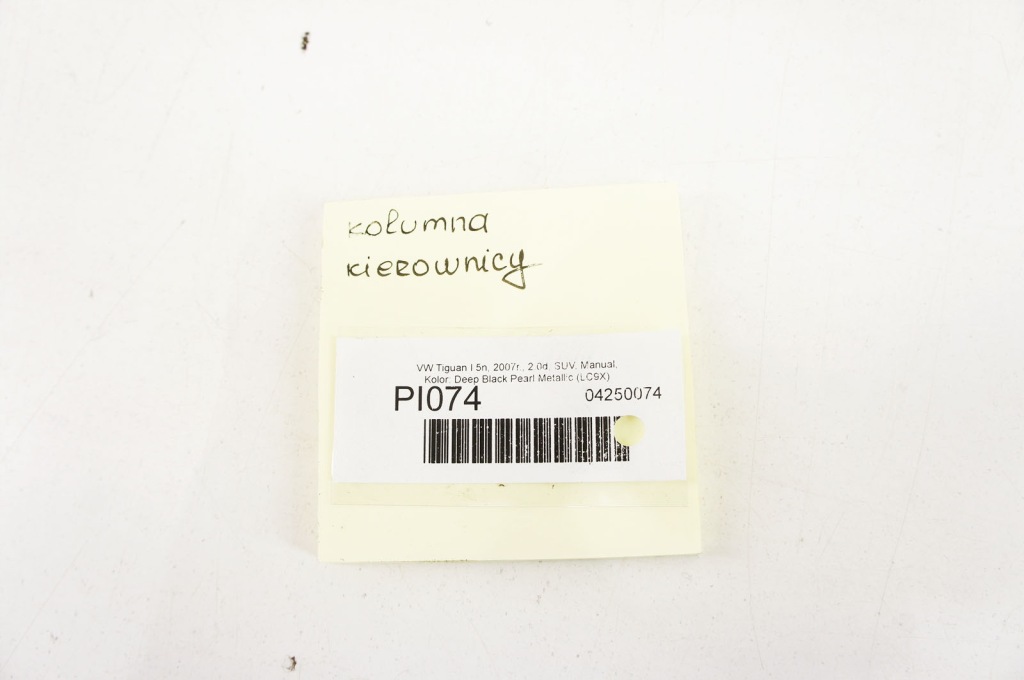 kolumna
kierownicy
VW Tiguan I 5n, 2007r., 2.0d, SUV, Manual,
Kolor: Deep Black Pearl Metallic (LC9X)
PI074 04250074